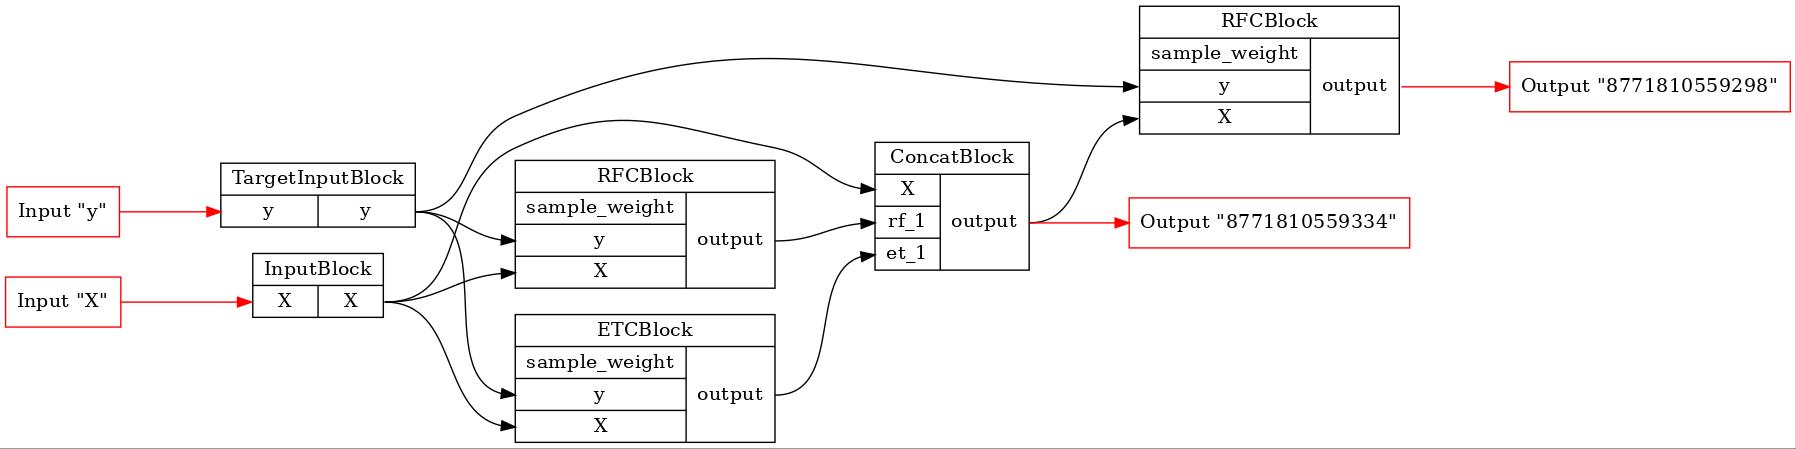 Input "y"
Input "X"
TargetInputBlock
y y
InputBlock
X X
RFCBlock
sample_weight
y
X
output
ETCBlock
sample_weight
y
X
output
ConcatBlock
X
rf_1
et_1
output
RFCBlock
sample_weight
y
X
output
Output "8771810559298"
Output "8771810559334"